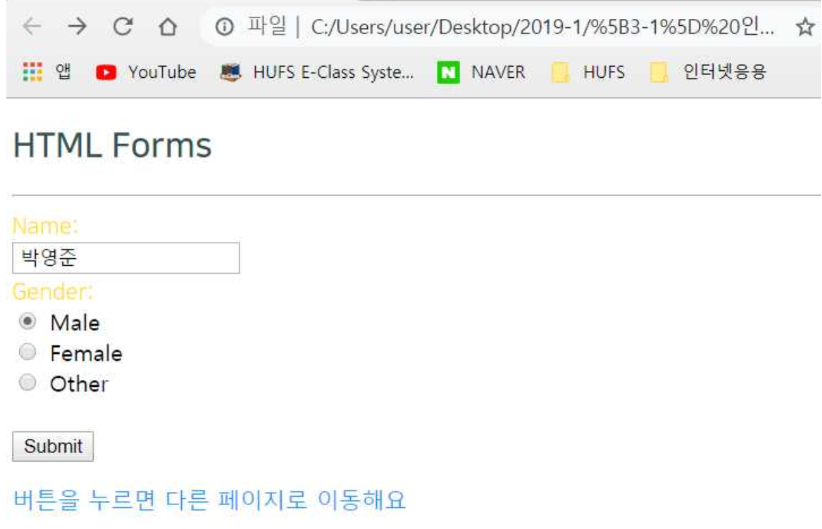 파일 | C:/Users/user/Desktop/2019-1/%5B3-1%5D%20인...
앱 YouTube HUFS E-Class Syste... NAVER HUFS 인터넷응용
HTML Forms
Name:
박영준
Gender:
Male
Female
Other
Submit
버튼을 누르면 다른 페이지로 이동해요